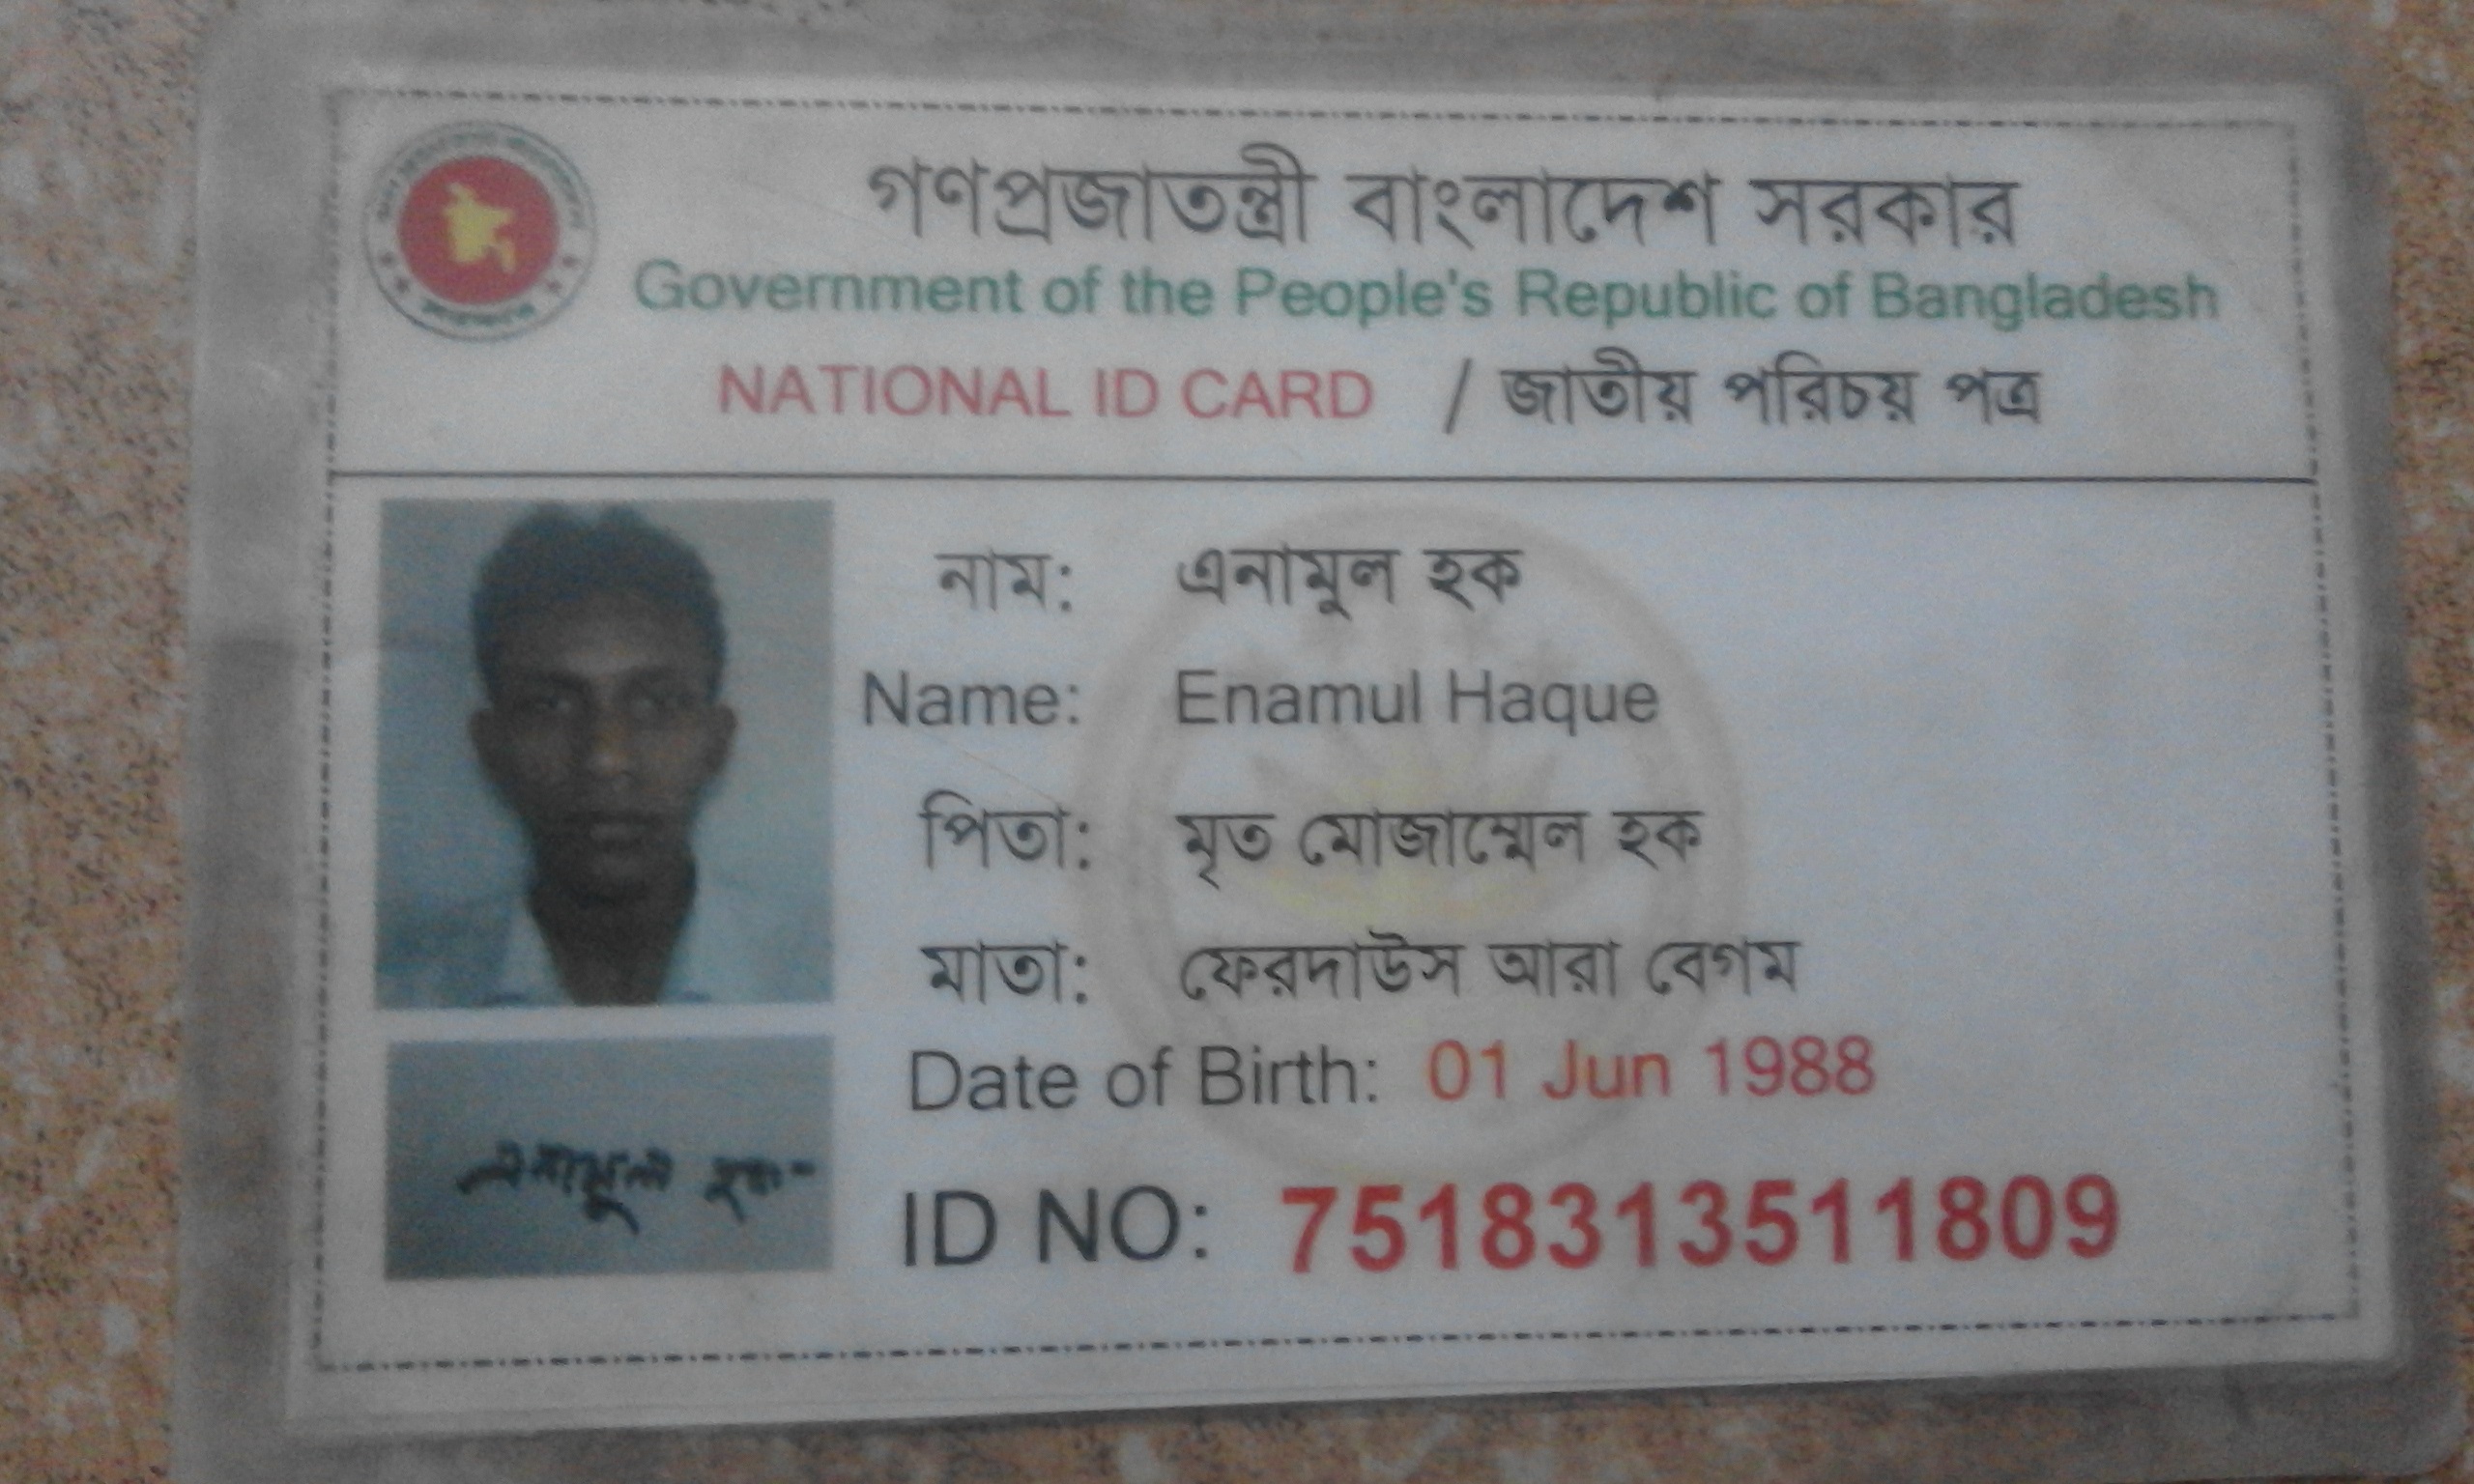 গণপ্রজাতন্ত্রী বাংলাদেশ সরকার
Government of the People's Republic of Bangladesh
NATIONAL ID CARD / জাতীয় পরিচয় পত্র
নাম: এনামুল হক
Name: Enamul Haque
পিতা: মৃত মোজাম্মেল হক
মাতা: ফেরদাউস আরা বেগম
Date of Birth: 01 Jun 1988
এনামুল হক
ID NO: 7518313511809